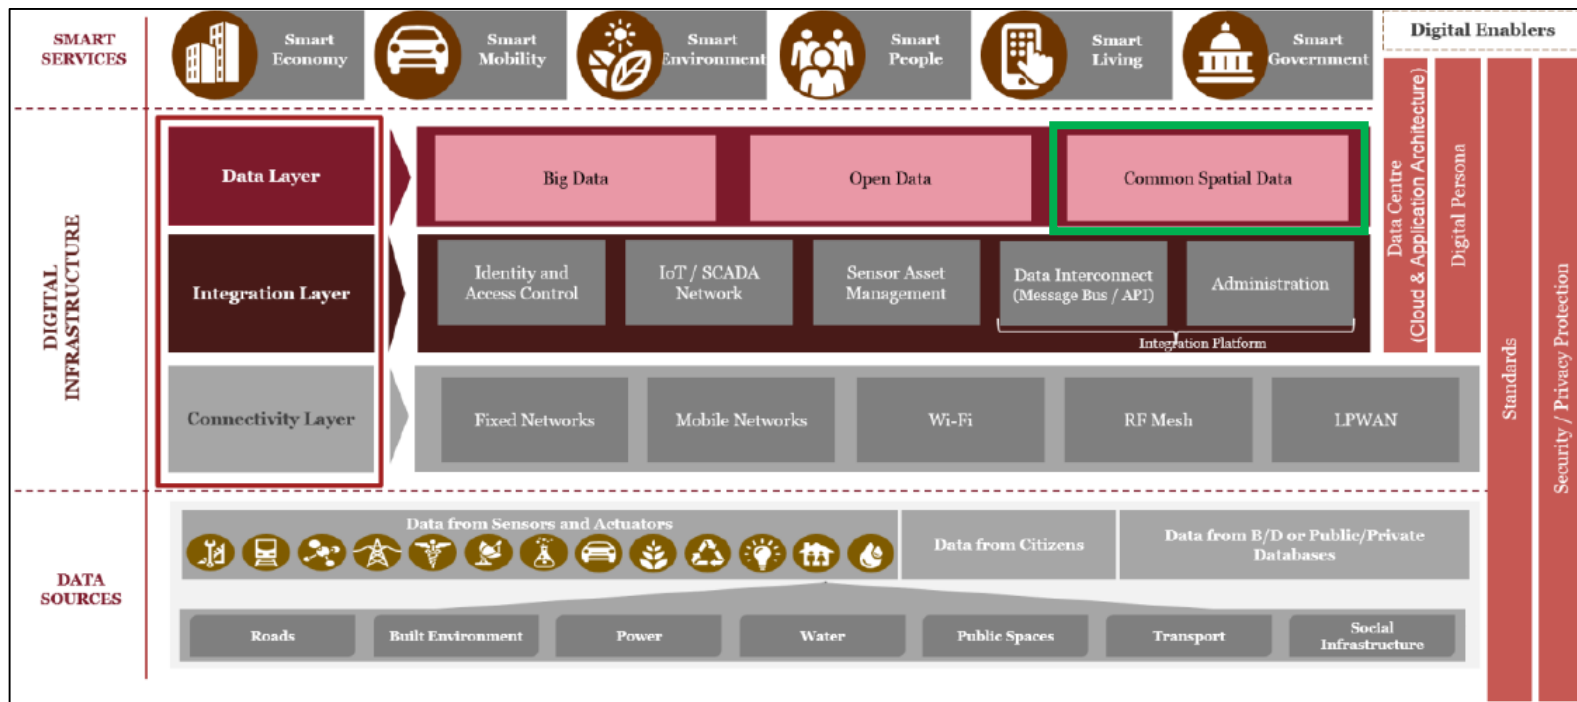 SMART
SERVICES
Smart
Economy
Smart
Mobility
Smart
Environment
Smart
People
Smart
Living
Smart
Government
Digital Enablers
DIGITAL
INFRASTRUCTURE
Data Layer
Big Data
Open Data
Common Spatial Data
Integration Layer
Identity and
Access Control
IoT / SCADA
Network
Sensor Asset
Management
Data Interconnect
(Message Bus / API)
Administration
Integration Platform
Connectivity Layer
Fixed Networks
Mobile Networks
Wi-Fi
RF Mesh
LPWAN
Data Centre
(Cloud & Application Architecture)
Digital Persona
Standards
Security / Privacy Protection
DATA
SOURCES
Data from Sensors and Actuators
Data from Citizens
Data from B/D or Public/Private
Databases
Roads
Built Environment
Power
Water
Public Spaces
Transport
Social
Infrastructure